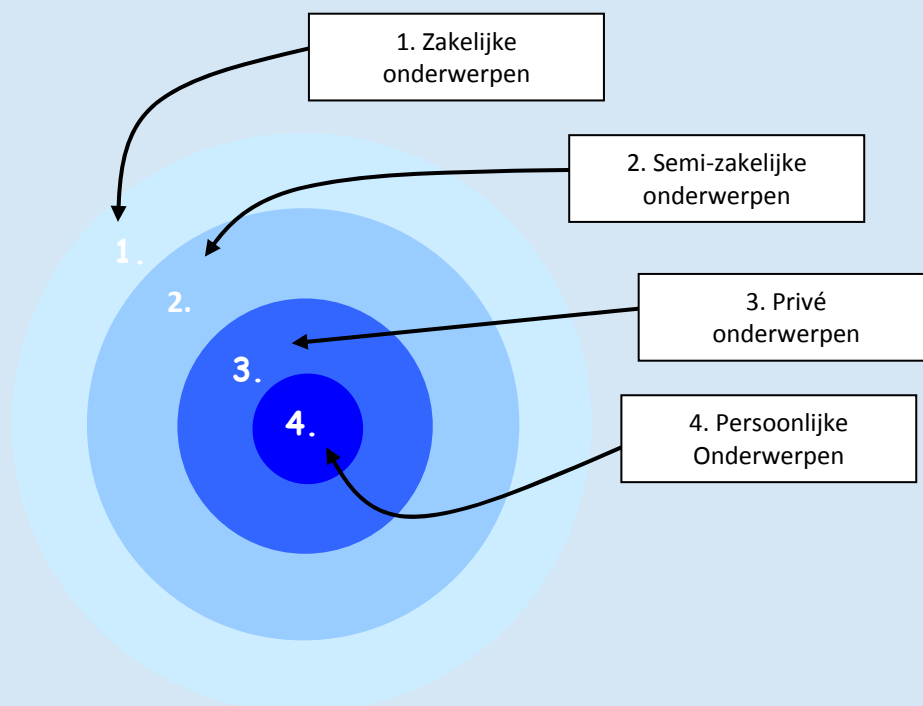 1. Zakelijke
onderwerpen
2. Semi-zakelijke
onderwerpen
1.
2.
3. Privé
onderwerpen
3.
4.
4. Persoonlijke
Onderwerpen